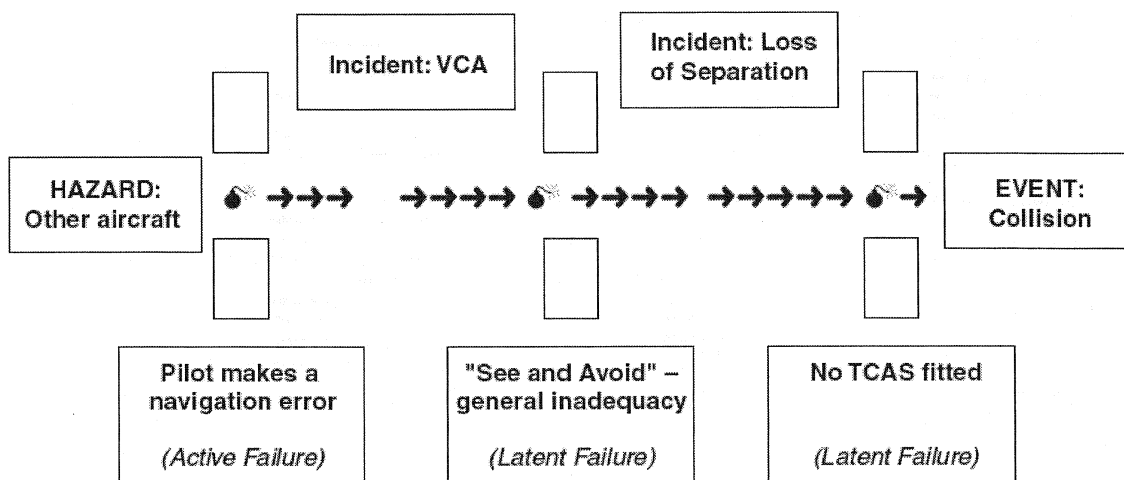 Incident: VCA
Incident: Loss
of Separation
HAZARD:
Other aircraft
EVENT:
Collision
Pilot makes a
navigation error
(Active Failure)
"See and Avoid" –
general inadequacy
(Latent Failure)
No TCAS fitted
(Latent Failure)